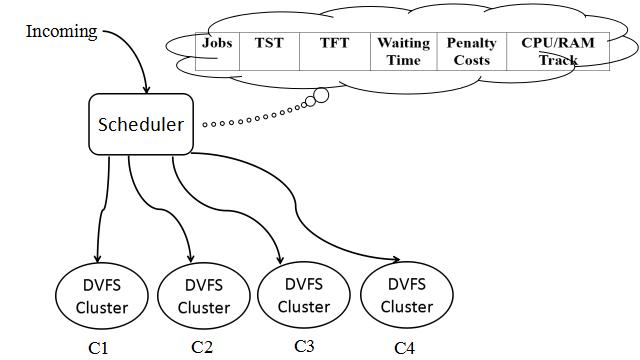 Incoming
Jobs TST TFT Waiting Penalty CPU/RAM
Time Costs Track
Scheduler
DVFS DVFS DVFS DVFS
Cluster Cluster Cluster Cluster
C1 C2 C3 C4